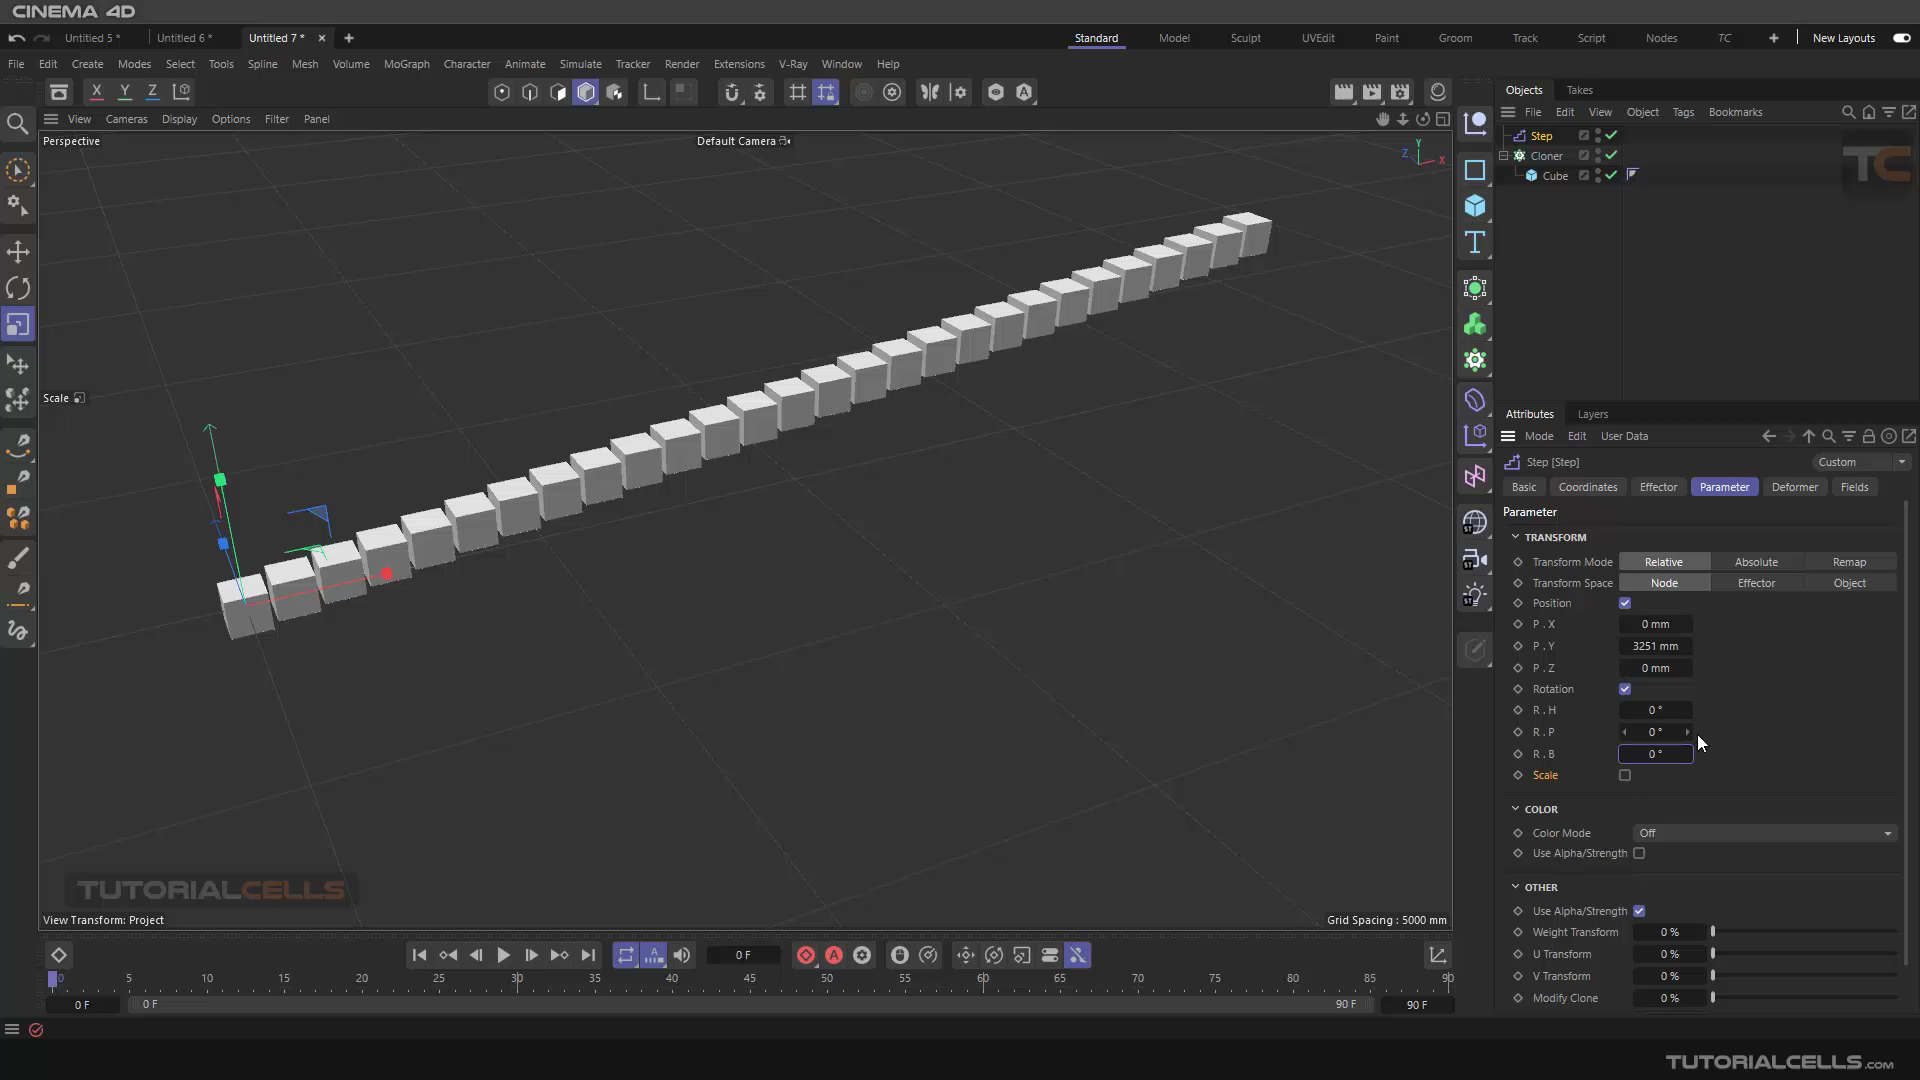 CINEMA 4D
Untitled 5 *
Untitled 6 *
Untitled 7 *
Standard
Model
Sculpt
UVEdit
Paint
Groom
Track
Script
Nodes
TC
New Layouts
File Edit Create Modes Select Tools Spline Mesh Volume MoGraph Character Animate Simulate Tracker Render Extensions V-Ray Window Help
X Y Z
Objects Takes
View Cameras Display Options Filter Panel
File Edit View Object Tags Bookmarks
Perspective
Default Camera
Y
Z X
Step
Cloner
Cube
TC
Scale
Attributes Layers
Mode Edit User Data
Step [Step]
Custom
Basic Coordinates Effector Parameter Deformer Fields
Parameter
TRANSFORM
Transform Mode Relative Absolute Remap
Transform Space Node Effector Object
Position
P . X 0 mm
P . Y 3251 mm
P . Z 0 mm
Rotation
R . H 0 °
R . P 0 °
R . B 0 °
Scale
COLOR
Color Mode Off
Use Alpha/Strength
OTHER
Use Alpha/Strength
Weight Transform 0 %
U Transform 0 %
V Transform 0 %
Modify Clone 0 %
ST
ST
ST
TUTORIALCELLS
View Transform: Project
Grid Spacing : 5000 mm
0 F
0 5 10 15 20 25 30 35 40 45 50 55 60 65 70 75 80 85 90
0 F
0 F
90 F
90 F
TUTORIALCELLS.COM